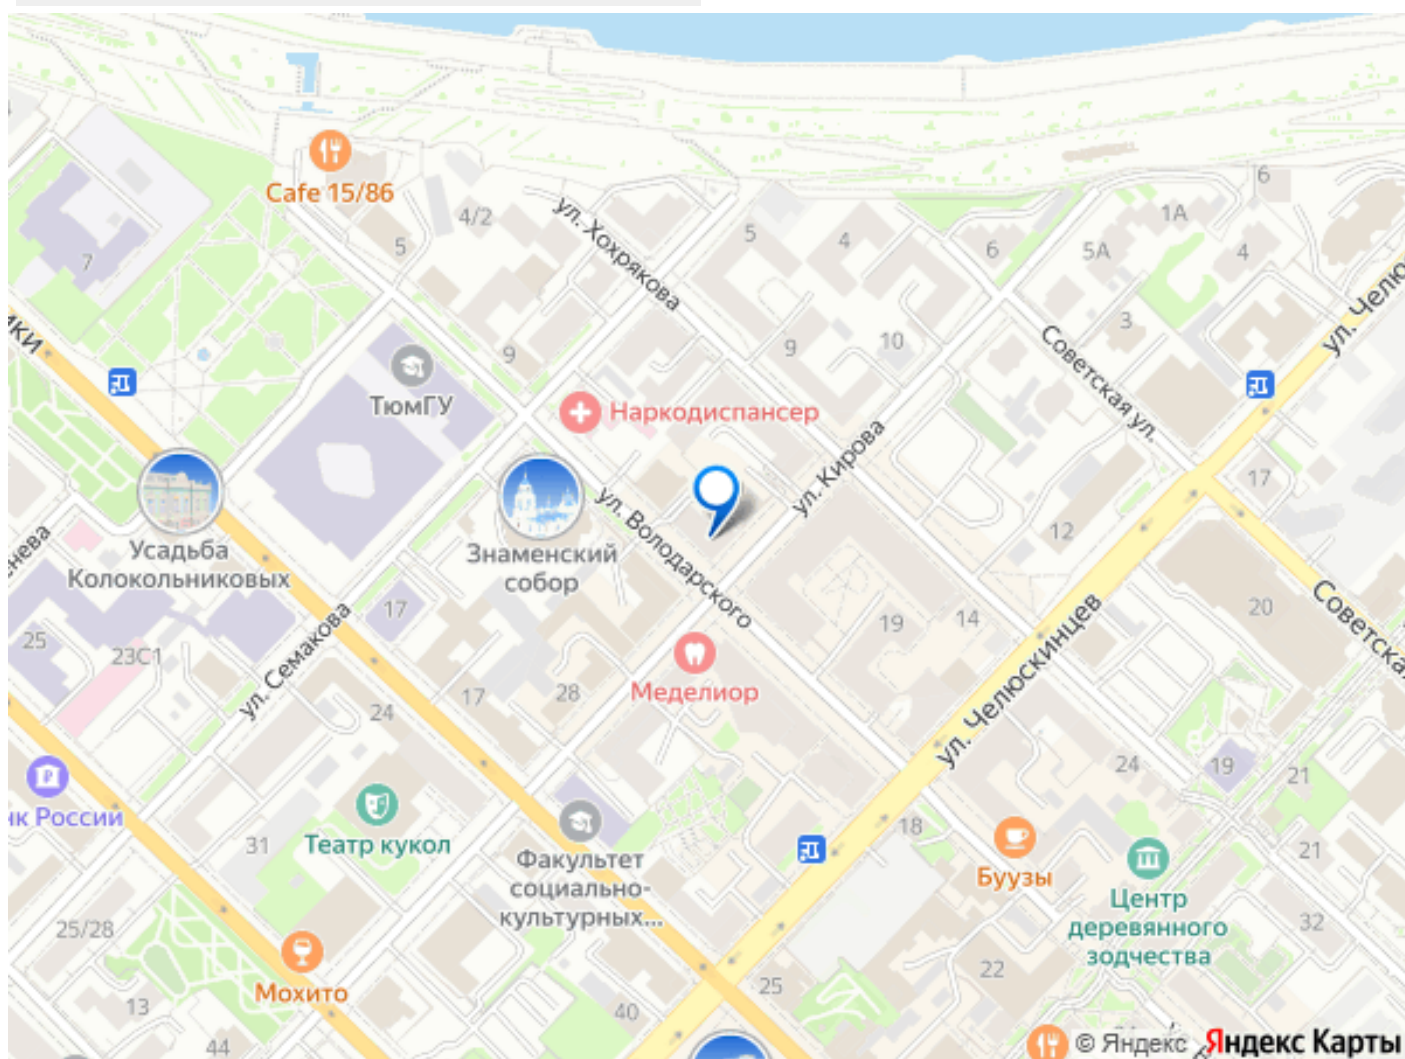 6
1А
Cafe 15/86
4/2
ул. Хохрякова
5
4
5
6
5А
4
7
ул. Челю
3
ики
Советская ул.
9
9
10
ТюмГУ
Наркодиспансер
ул. Кирова
17
ул. Володарского
12
Знаменский
собор
Усадьба
Колокольниковых
нева
17
20
Советска
19
14
ул. Челюскинцев
25
23С1
ул. Семакова
Меделиор
17
28
24
24
19
21
нк России
31
Театр кукол
Факультет
социально-
культурных...
18
Буузы
21
Центр
деревянного
зодчества
32
25/28
22
Мохито
13
25
40
44
© Яндекс Яндекс Карты